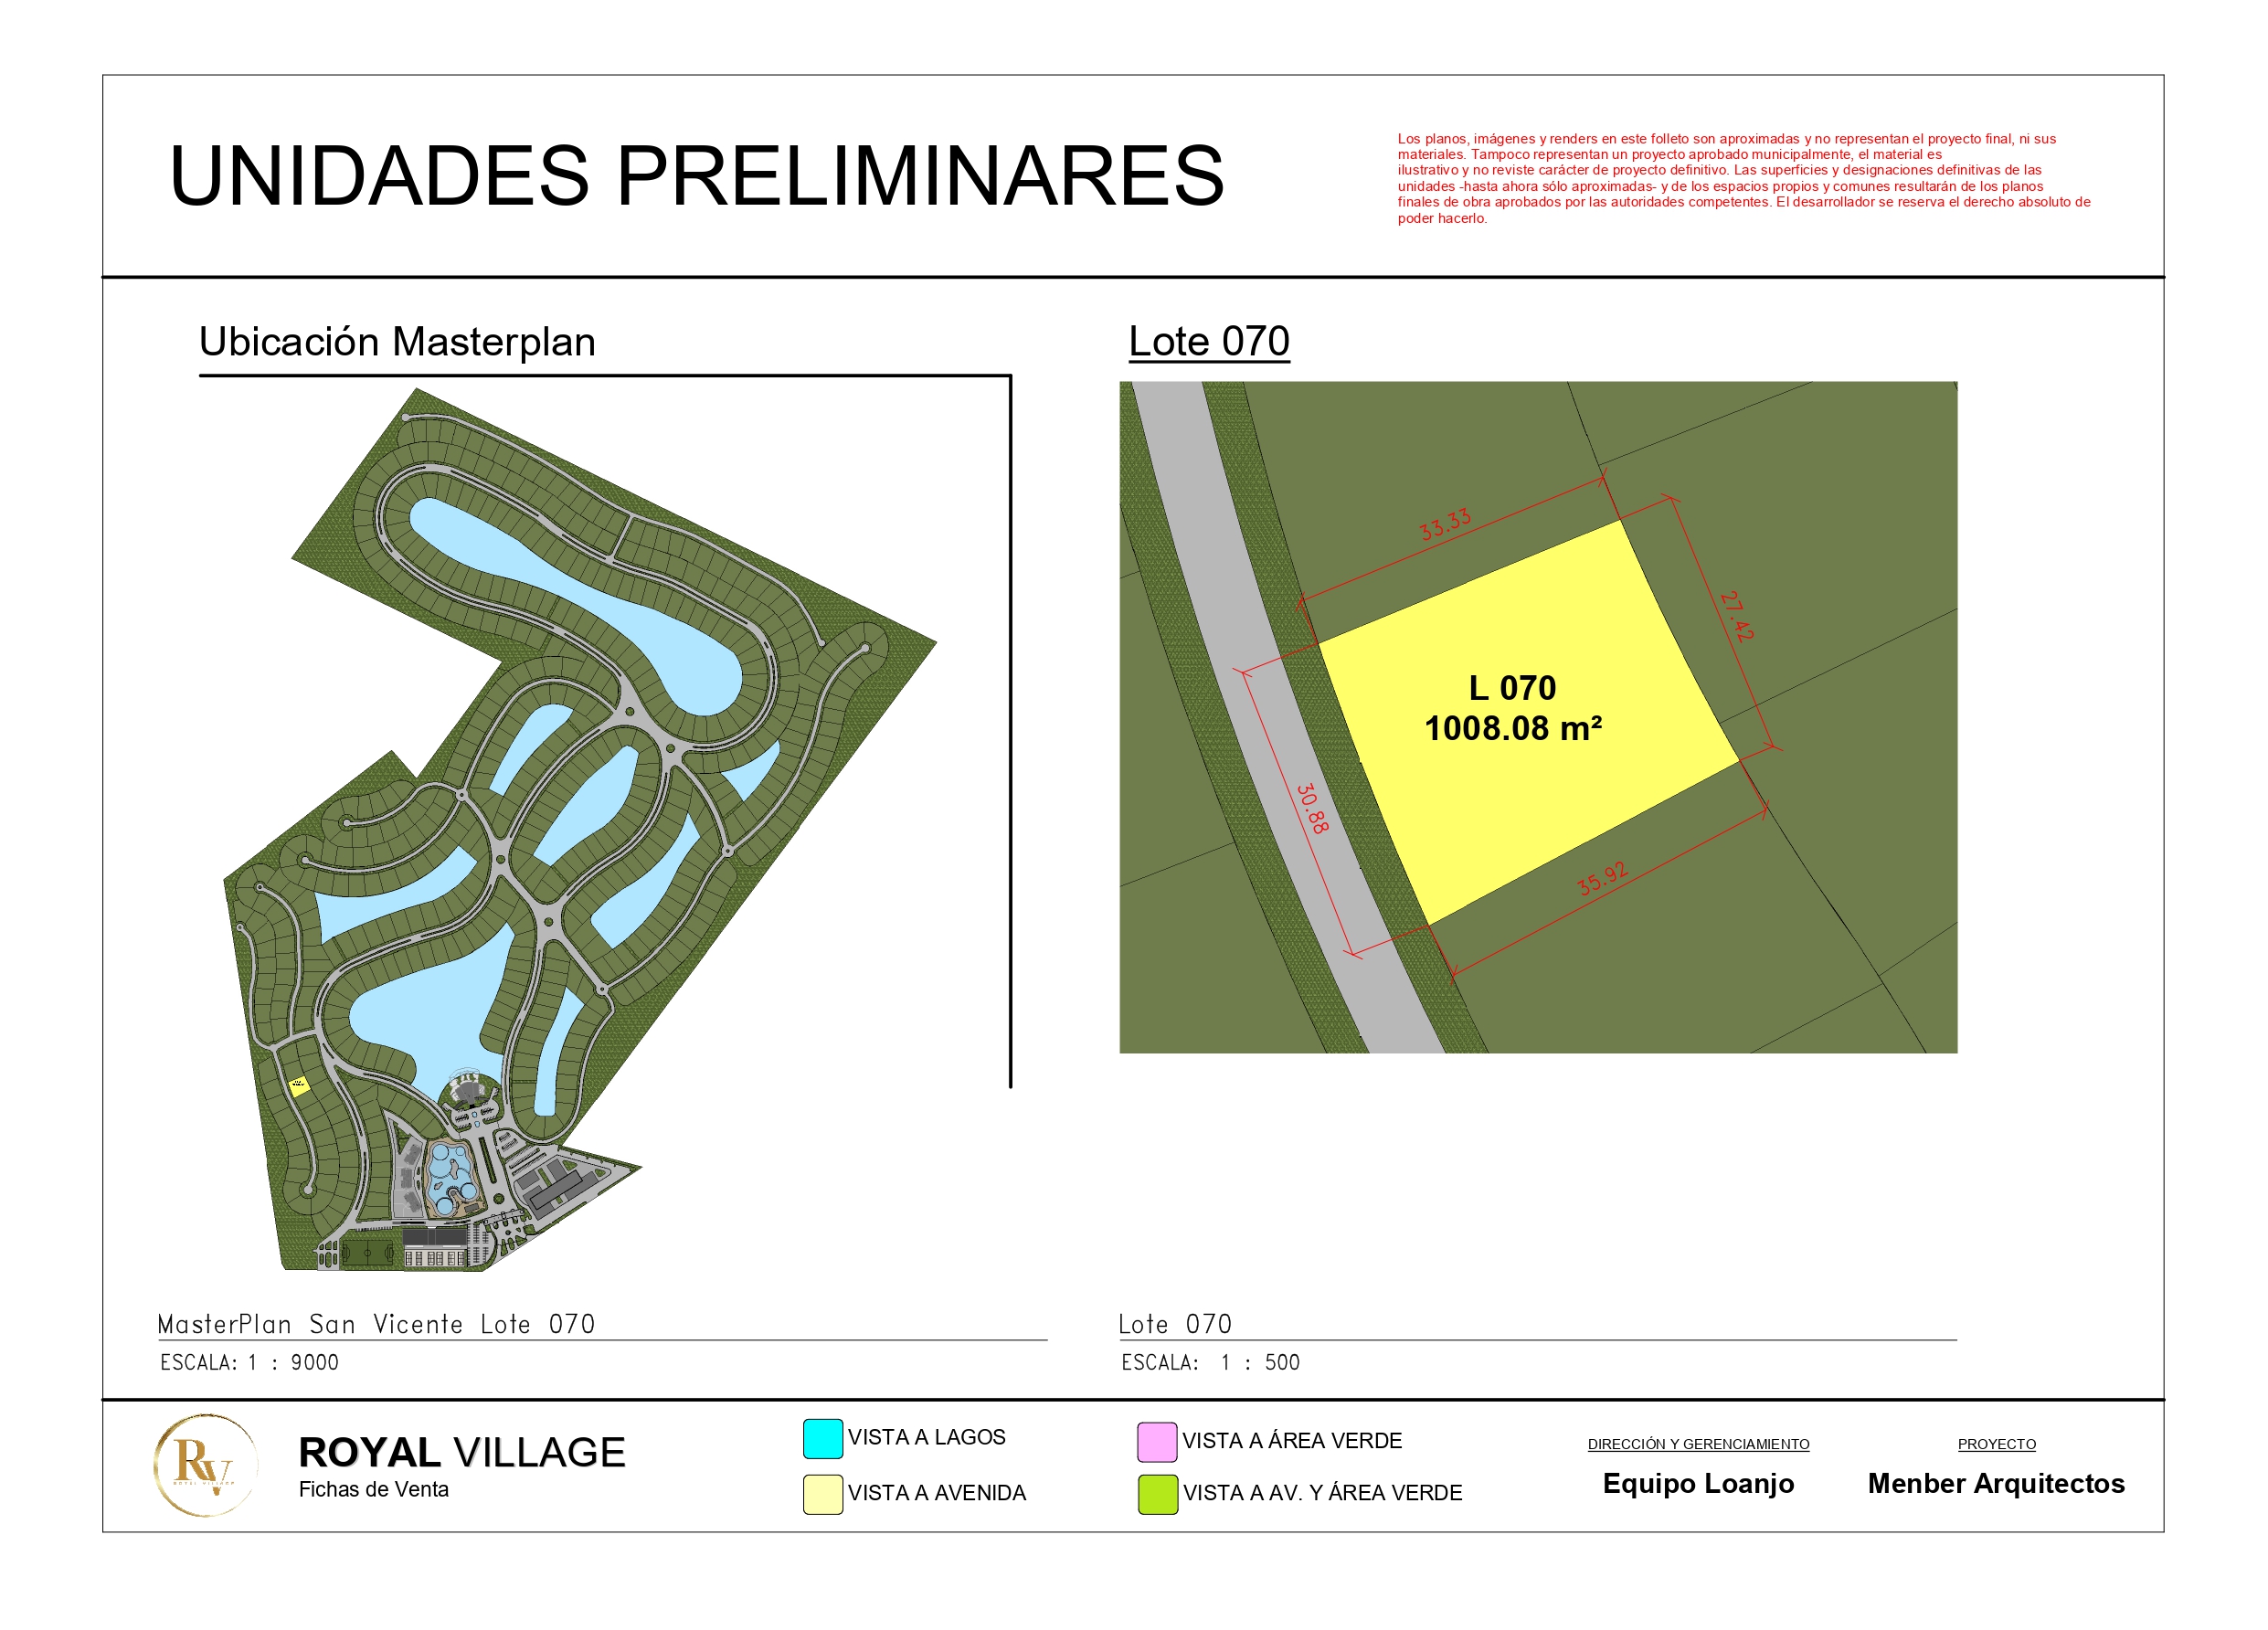 UNIDADES PRELIMINARES
Los planos, imágenes y renders en este folleto son aproximadas y no representan el proyecto final, ni sus
materiales. Tampoco representan un proyecto aprobado municipalmente, el material es
ilustrativo y no reviste carácter de proyecto definitivo. Las superficies y designaciones definitivas de las
unidades -hasta ahora sólo aproximadas- y de los espacios propios y comunes resultarán de los planos
finales de obra aprobados por las autoridades competentes. El desarrollador se reserva el derecho absoluto de
poder hacerlo.
Ubicación Masterplan
Lote 070
33.33
27.42
L 070
1008.08 m²
30.88
35.92
MasterPlan San Vicente Lote 070
ESCALA: 1 : 9000
Lote 070
ESCALA: 1 : 500
RV
ROYAL VILLAGE
ROYAL VILLAGE
Fichas de Venta
VISTA A LAGOS
VISTA A AVENIDA
VISTA A ÁREA VERDE
VISTA A AV. Y ÁREA VERDE
DIRECCIÓN Y GERENCIAMIENTO
Equipo Loanjo
PROYECTO
Menber Arquitectos